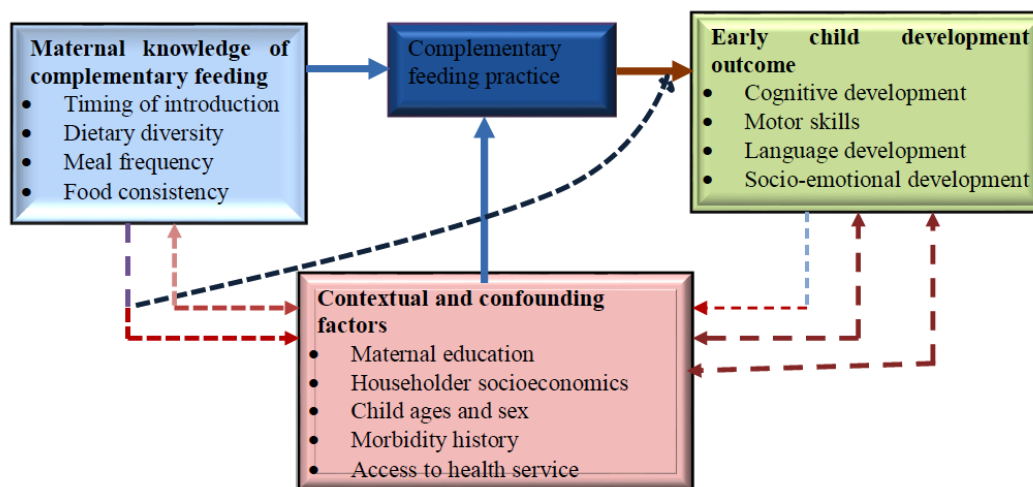 Maternal knowledge of
complementary feeding
• Timing of introduction
• Dietary diversity
• Meal frequency
• Food consistency
Complementary
feeding practice
Early child development
outcome
• Cognitive development
• Motor skills
• Language development
• Socio-emotional development
Contextual and confounding
factors
• Maternal education
• Householder socioeconomics
• Child ages and sex
• Morbidity history
• Access to health service